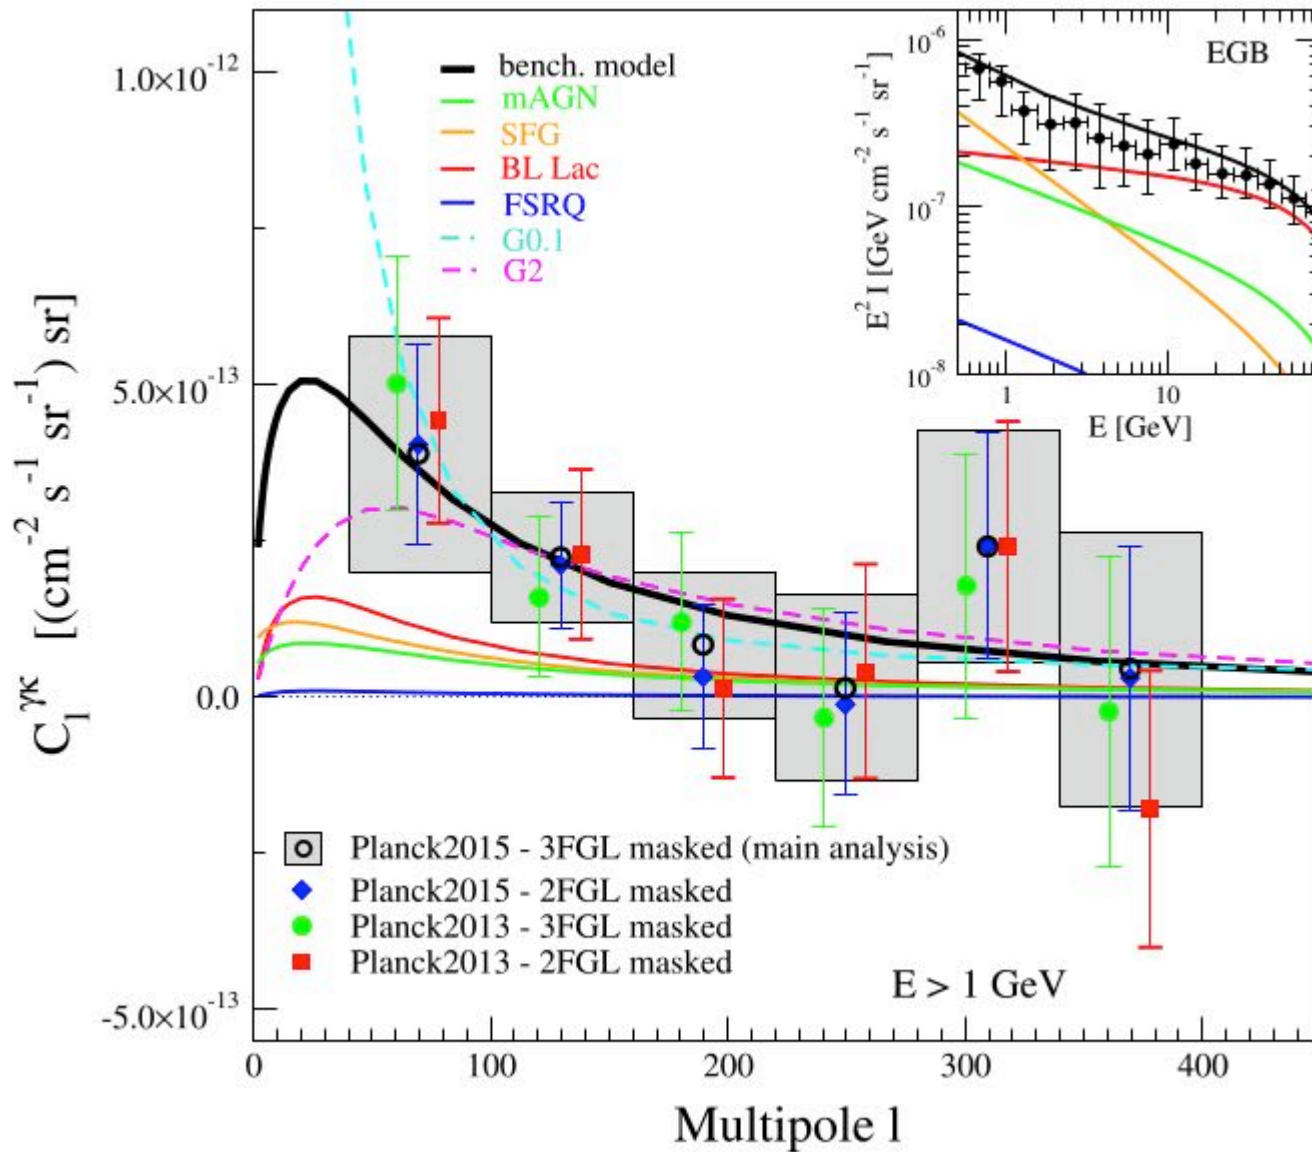 1.0×10⁻¹²
5.0×10⁻¹³
0.0
-5.0×10⁻¹³
C_l^γκ [(cm⁻² s⁻¹ sr⁻¹) sr]
bench. model
mAGN
SFG
BL Lac
FSRQ
G0.1
G2
EGB
10⁻⁶
10⁻⁷
10⁻⁸
E² I [GeV cm⁻² s⁻¹ sr⁻¹]
1 10
E [GeV]
Planck2015 - 3FGL masked (main analysis)
Planck2015 - 2FGL masked
Planck2013 - 3FGL masked
Planck2013 - 2FGL masked
E > 1 GeV
0 100 200 300 400
Multipole l